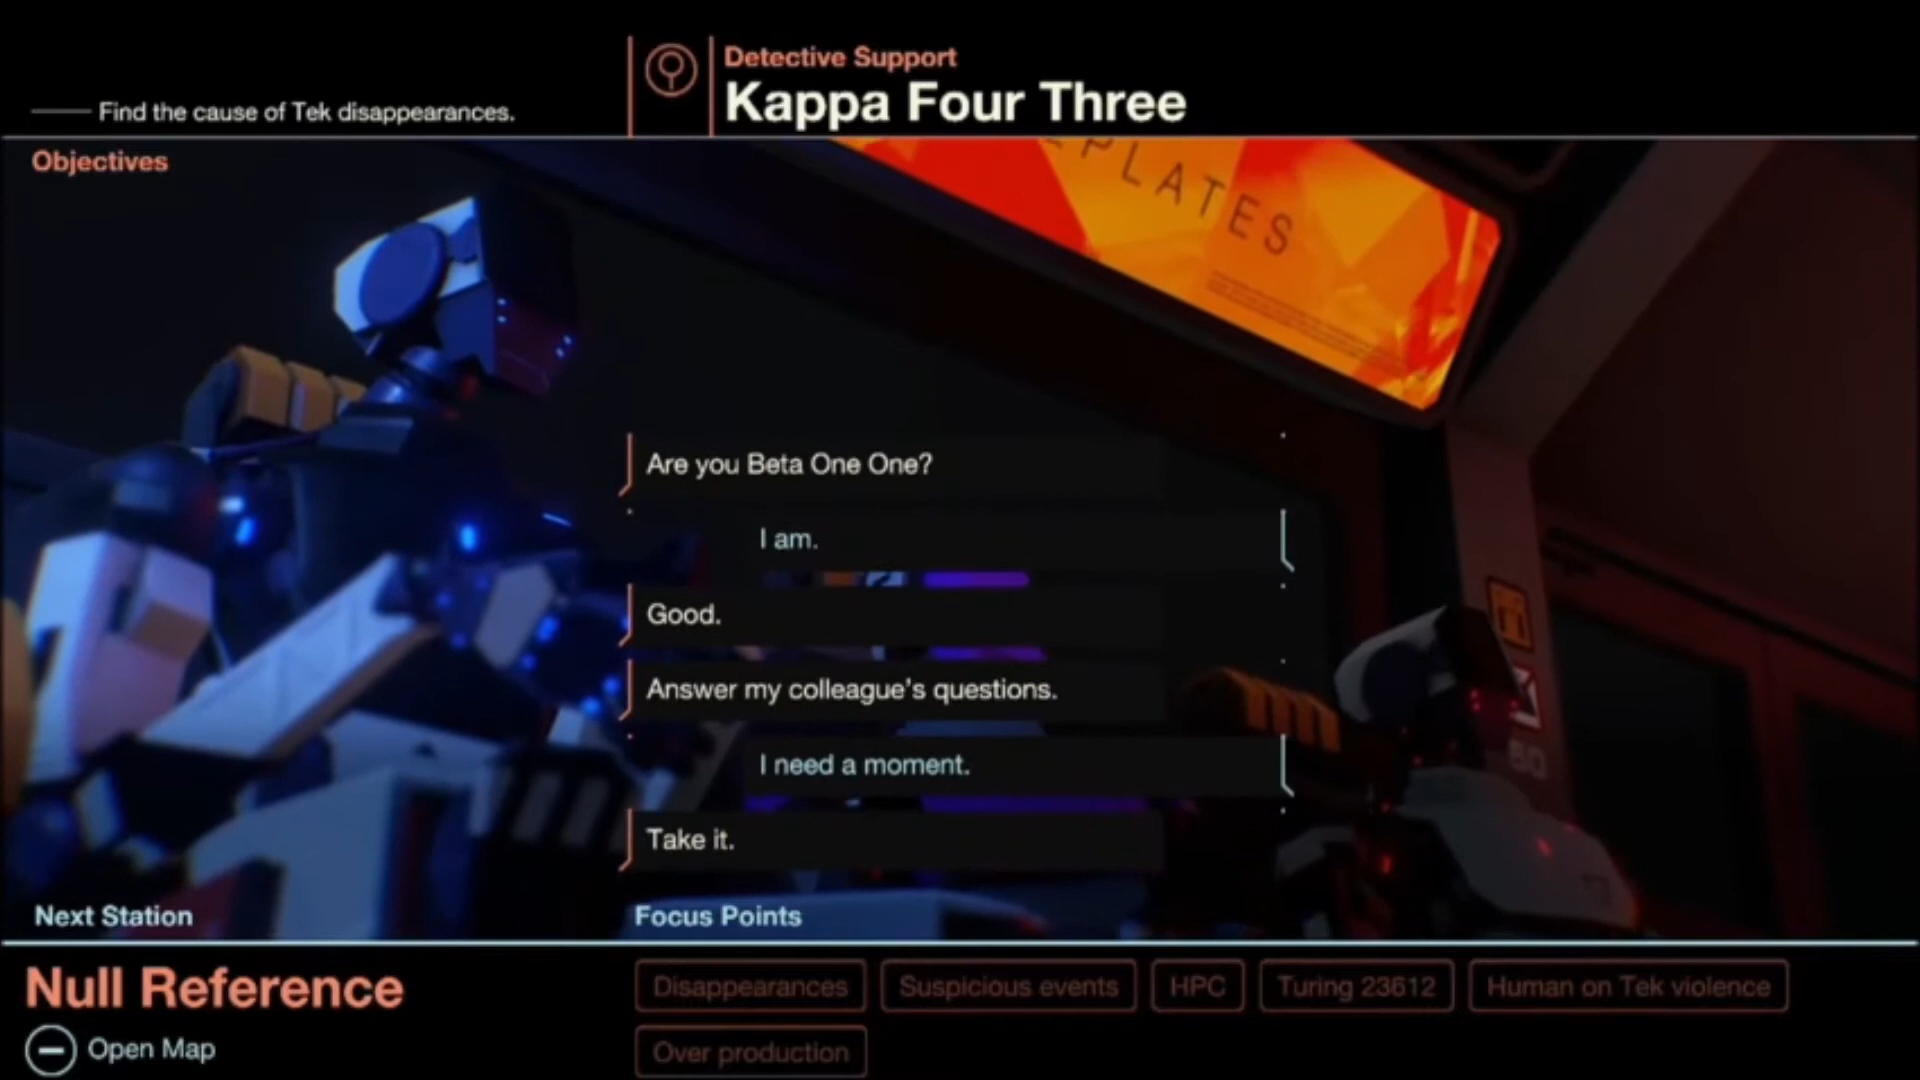 Detective Support
Find the cause of Tek disappearances.
Kappa Four Three
Objectives
PLATES
Are you Beta One One?
I am.
Good.
Answer my colleague's questions.
I need a moment.
60
Take it.
Next Station
Focus Points
Null Reference
Disappearances
Suspicious events
HPC
Turing 23612
Human on Tek violence
Open Map
Over production